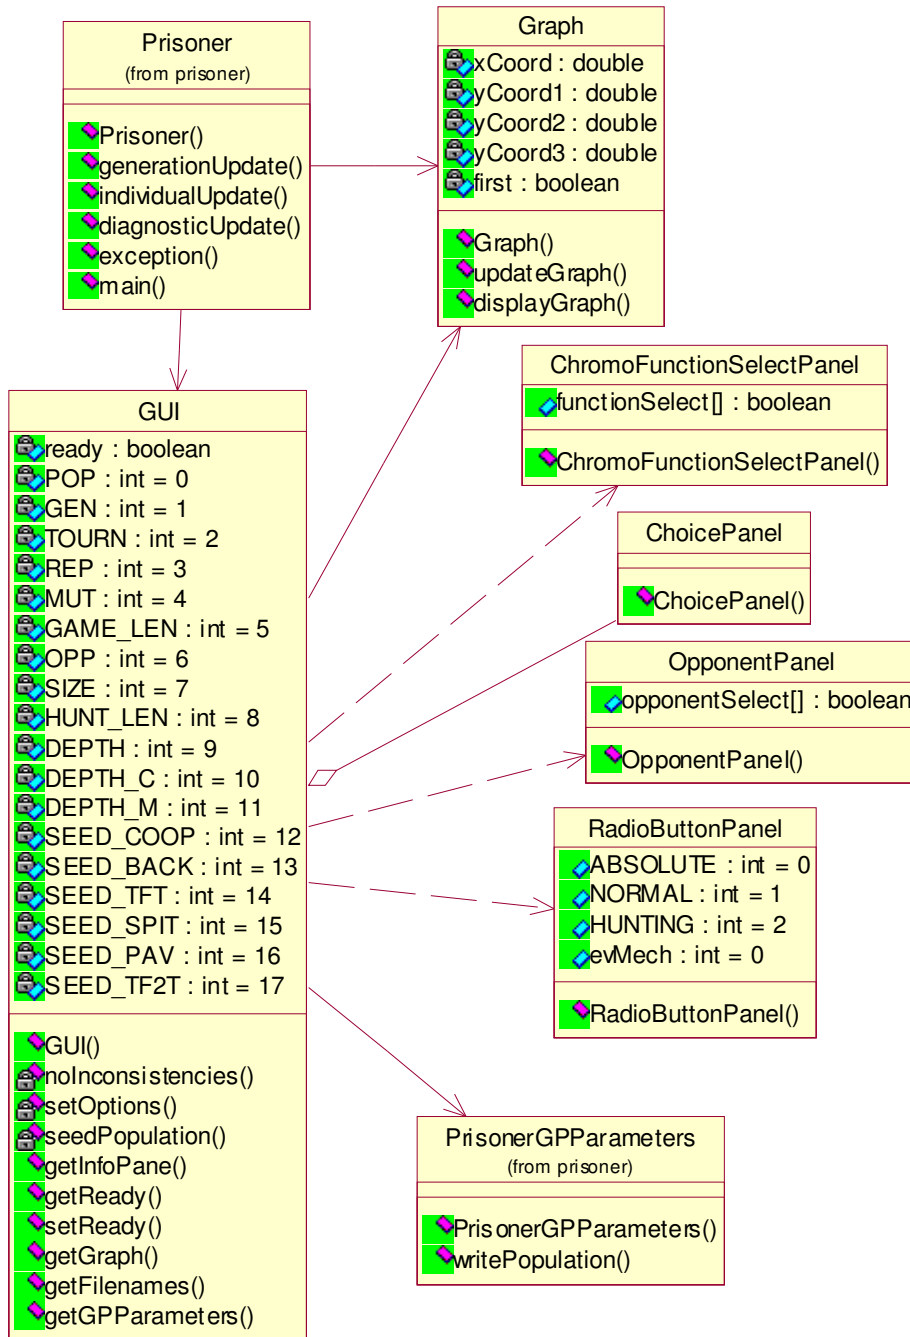 Prisoner
(from prisoner)
Prisoner()
generationUpdate()
individualUpdate()
diagnosticUpdate()
exception()
main()
Graph
xCoord : double
yCoord1 : double
yCoord2 : double
yCoord3 : double
first : boolean
Graph()
updateGraph()
displayGraph()
GUI
ready : boolean
POP : int = 0
GEN : int = 1
TOURN : int = 2
REP : int = 3
MUT : int = 4
GAME_LEN : int = 5
OPP : int = 6
SIZE : int = 7
HUNT_LEN : int = 8
DEPTH : int = 9
DEPTH_C : int = 10
DEPTH_M : int = 11
SEED_COOP : int = 12
SEED_BACK : int = 13
SEED_TFT : int = 14
SEED_SPIT : int = 15
SEED_PAV : int = 16
SEED_TF2T : int = 17
GUI()
noInconsistencies()
setOptions()
seedPopulation()
getInfoPane()
getReady()
setReady()
getGraph()
getFilenames()
getGPParameters()
ChromoFunctionSelectPanel
functionSelect[] : boolean
ChromoFunctionSelectPanel()
ChoicePanel
ChoicePanel()
OpponentPanel
opponentSelect[] : boolean
OpponentPanel()
RadioButtonPanel
ABSOLUTE : int = 0
NORMAL : int = 1
HUNTING : int = 2
evMech : int = 0
RadioButtonPanel()
PrisonerGPParameters
(from prisoner)
PrisonerGPParameters()
writePopulation()